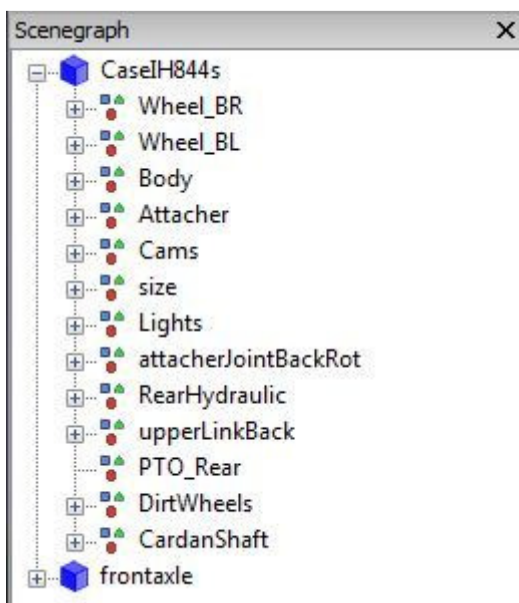 Scenegraph
CaseIH844s
Wheel_BR
Wheel_BL
Body
Attacher
Cams
size
Lights
attacherJointBackRot
RearHydraulic
upperLinkBack
PTO_Rear
DirtWheels
CardanShaft
frontaxle